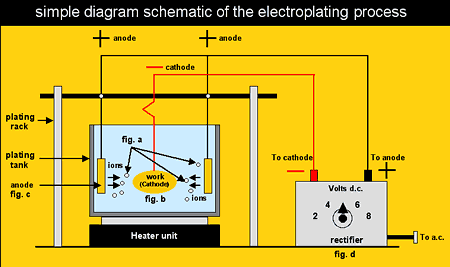 simple diagram schematic of the electroplating process
+ anode
+ anode
— cathode
plating
rack
fig. a
plating
tank
To cathode
To anode
— +
ions
work
(Cathode)
Volts d.c.
anode
fig. c
4 6
2 8
fig. b
ions
Heater unit
rectifier
To a.c.
fig. d